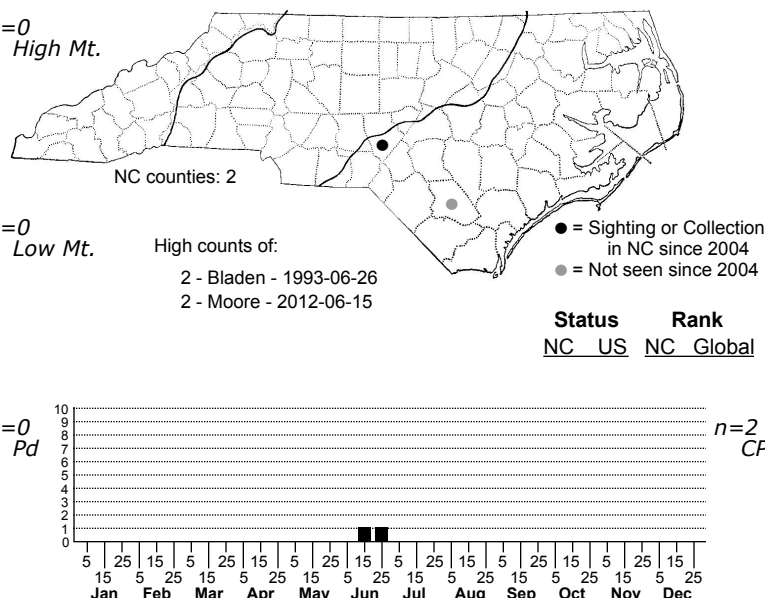 =0
High Mt.
NC counties: 2
=0
Low Mt.
High counts of:
2 - Bladen - 1993-06-26
2 - Moore - 2012-06-15
● = Sighting or Collection
in NC since 2004
● = Not seen since 2004
Status Rank
NC US NC Global
=0
Pd
n=2
CP
10
9
8
7
6
5
4
3
2
1
0
5 25 15 5 25 15 5 25 15 5 25 15 5 25 15 5 25 15
15 5 25 15 5 25 15 5 25 15 5 25 15 5 25 15 5 25
Jan Feb Mar Apr May Jun Jul Aug Sep Oct Nov Dec